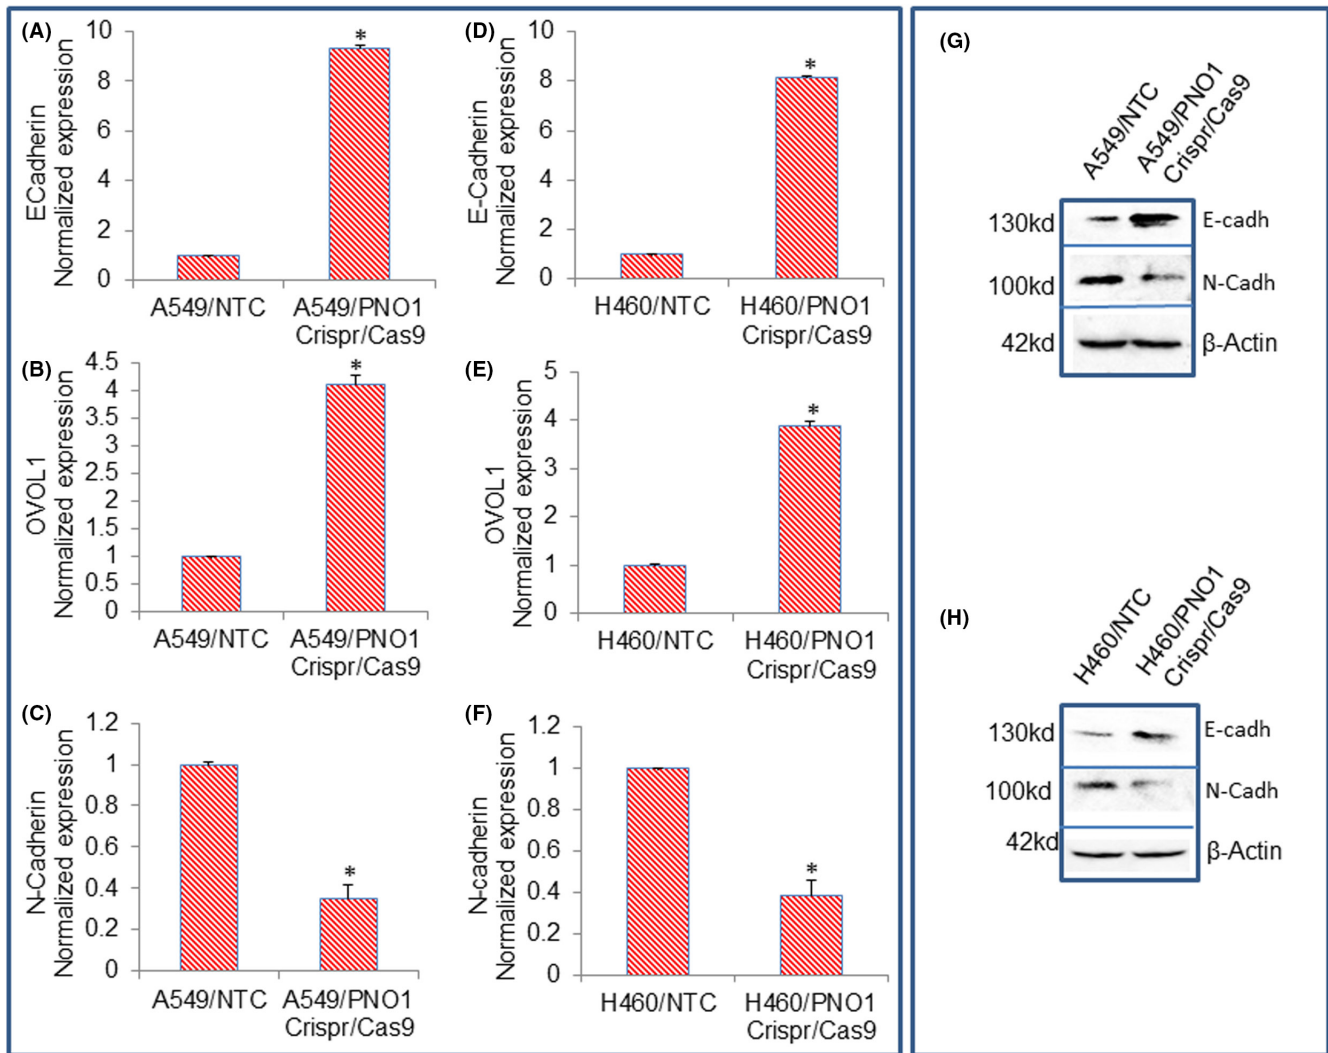 (A)
ECadherin
Normalized expression
10
8
6
4
2
0
*
A549/NTC
A549/PNO1
Crispr/Cas9
(B)
OVOL1
Normalized expression
4.5
4
3.5
3
2.5
2
1.5
1
0.5
0
*
A549/NTC
A549/PNO1
Crispr/Cas9
(C)
N-Cadherin
Normalized expression
1.2
1
0.8
0.6
0.4
0.2
0
*
A549/NTC
A549/PNO1
Crispr/Cas9
(D)
E-Cadherin
Normalized expression
10
8
6
4
2
0
*
H460/NTC
H460/PNO1
Crispr/Cas9
(E)
OVOL1
Normalized expression
5
4
3
2
1
0
*
H460/NTC
H460/PNO1
Crispr/Cas9
(F)
N-cadherin
Normalized expression
1.2
1
0.8
0.6
0.4
0.2
0
*
H460/NTC
H460/PNO1
Crispr/Cas9
(G)
A549/NTC
A549/PNO1
Crispr/Cas9
130kd E-cadh
100kd N-Cadh
42kd β-Actin
(H)
H460/NTC
H460/PNO1
Crispr/Cas9
130kd E-cadh
100kd N-Cadh
42kd β-Actin